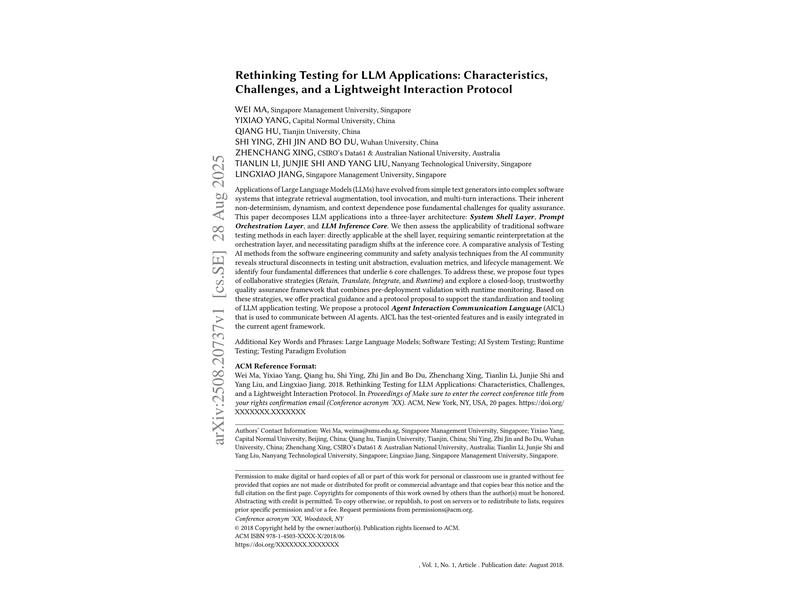 Rethinking Testing for LLM Applications: Characteristics,
Challenges, and a Lightweight Interaction Protocol
WEI MA, Singapore Management University, Singapore
YIXIAO YANG, Capital Normal University, China
QIANG HU, Tianjin University, China
SHI YING, ZHI JIN AND BO DU, Wuhan University, China
ZHENCHANG XING, CSIRO's Data61 & Australian National University, Australia
TIANLIN LI, JUNJIE SHI AND YANG LIU, Nanyang Technological University, Singapore
LINGXIAO JIANG, Singapore Management University, Singapore
Applications of Large Language Models (LLMs) have evolved from simple text generators into complex software
systems that integrate retrieval augmentation, tool invocation, and multi-turn interactions. Their inherent
non-determinism, dynamism, and context dependence pose fundamental challenges for quality assurance.
This paper decomposes LLM applications into a three-layer architecture: System Shell Layer, Prompt
Orchestration Layer, and LLM Inference Core. We then assess the applicability of traditional software
testing methods in each layer: directly applicable at the shell layer, requiring semantic reinterpretation at the
orchestration layer, and necessitating paradigm shifts at the inference core. A comparative analysis of Testing
AI methods from the software engineering community and safety analysis techniques from the AI community
reveals structural disconnects in testing unit abstraction, evaluation metrics, and lifecycle management. We
identify four fundamental differences that underlie 6 core challenges. To address these, we propose four types
of collaborative strategies (Retain, Translate, Integrate, and Runtime) and explore a closed-loop, trustworthy
quality assurance framework that combines pre-deployment validation with runtime monitoring. Based on
these strategies, we offer practical guidance and a protocol proposal to support the standardization and tooling
of LLM application testing. We propose a protocol Agent Interaction Communication Language (AICL)
that is used to communicate between AI agents. AICL has the test-oriented features and is easily integrated in
the current agent framework.
Additional Key Words and Phrases: Large Language Models; Software Testing; AI System Testing; Runtime
Testing; Testing Paradigm Evolution
ACM Reference Format:
Wei Ma, Yixiao Yang, Qiang hu, Shi Ying, Zhi Jin and Bo Du, Zhenchang Xing, Tianlin Li, Junjie Shi and
Yang Liu, and Lingxiao Jiang. 2018. Rethinking Testing for LLM Applications: Characteristics, Challenges,
and a Lightweight Interaction Protocol. In Proceedings of Make sure to enter the correct conference title from
your rights confirmation email (Conference acronym 'XX). ACM, New York, NY, USA, 20 pages. https://doi.org/
XXXXXXX.XXXXXXX
Authors' Contact Information: Wei Ma, weima@smu.edu.sg, Singapore Management University, Singapore; Yixiao Yang,
Capital Normal University, Beijing, China; Qiang hu, Tianjin University, Tianjin, China; Shi Ying, Zhi Jin and Bo Du, Wuhan
University, China; Zhenchang Xing, CSIRO's Data61 & Australian National University, Australia; Tianlin Li, Junjie Shi and
Yang Liu, Nanyang Technological University, Singapore; Lingxiao Jiang, Singapore Management University, Singapore.
Permission to make digital or hard copies of all or part of this work for personal or classroom use is granted without fee
provided that copies are not made or distributed for profit or commercial advantage and that copies bear this notice and the
full citation on the first page. Copyrights for components of this work owned by others than the author(s) must be honored.
Abstracting with credit is permitted. To copy otherwise, or republish, to post on servers or to redistribute to lists, requires
prior specific permission and/or a fee. Request permissions from permissions@acm.org.
Conference acronym 'XX, Woodstock, NY
© 2018 Copyright held by the owner/author(s). Publication rights licensed to ACM.
ACM ISBN 978-1-4503-XXXX-X/2018/06
https://doi.org/XXXXXXX.XXXXXXX
, Vol. 1, No. 1, Article . Publication date: August 2018.
arXiv:2508.20737v1 [cs.SE] 28 Aug 2025